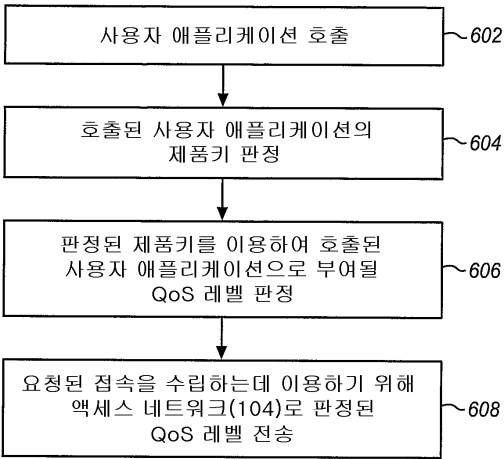 사용자 애플리케이션 호출
602
호출된 사용자 애플리케이션의
제품키 판정
604
판정된 제품키를 이용하여 호출된
사용자 애플리케이션으로 부여될
QoS 레벨 판정
606
요청된 접속을 수립하는데 이용하기 위해
액세스 네트워크(104)로 판정된
QoS 레벨 전송
608